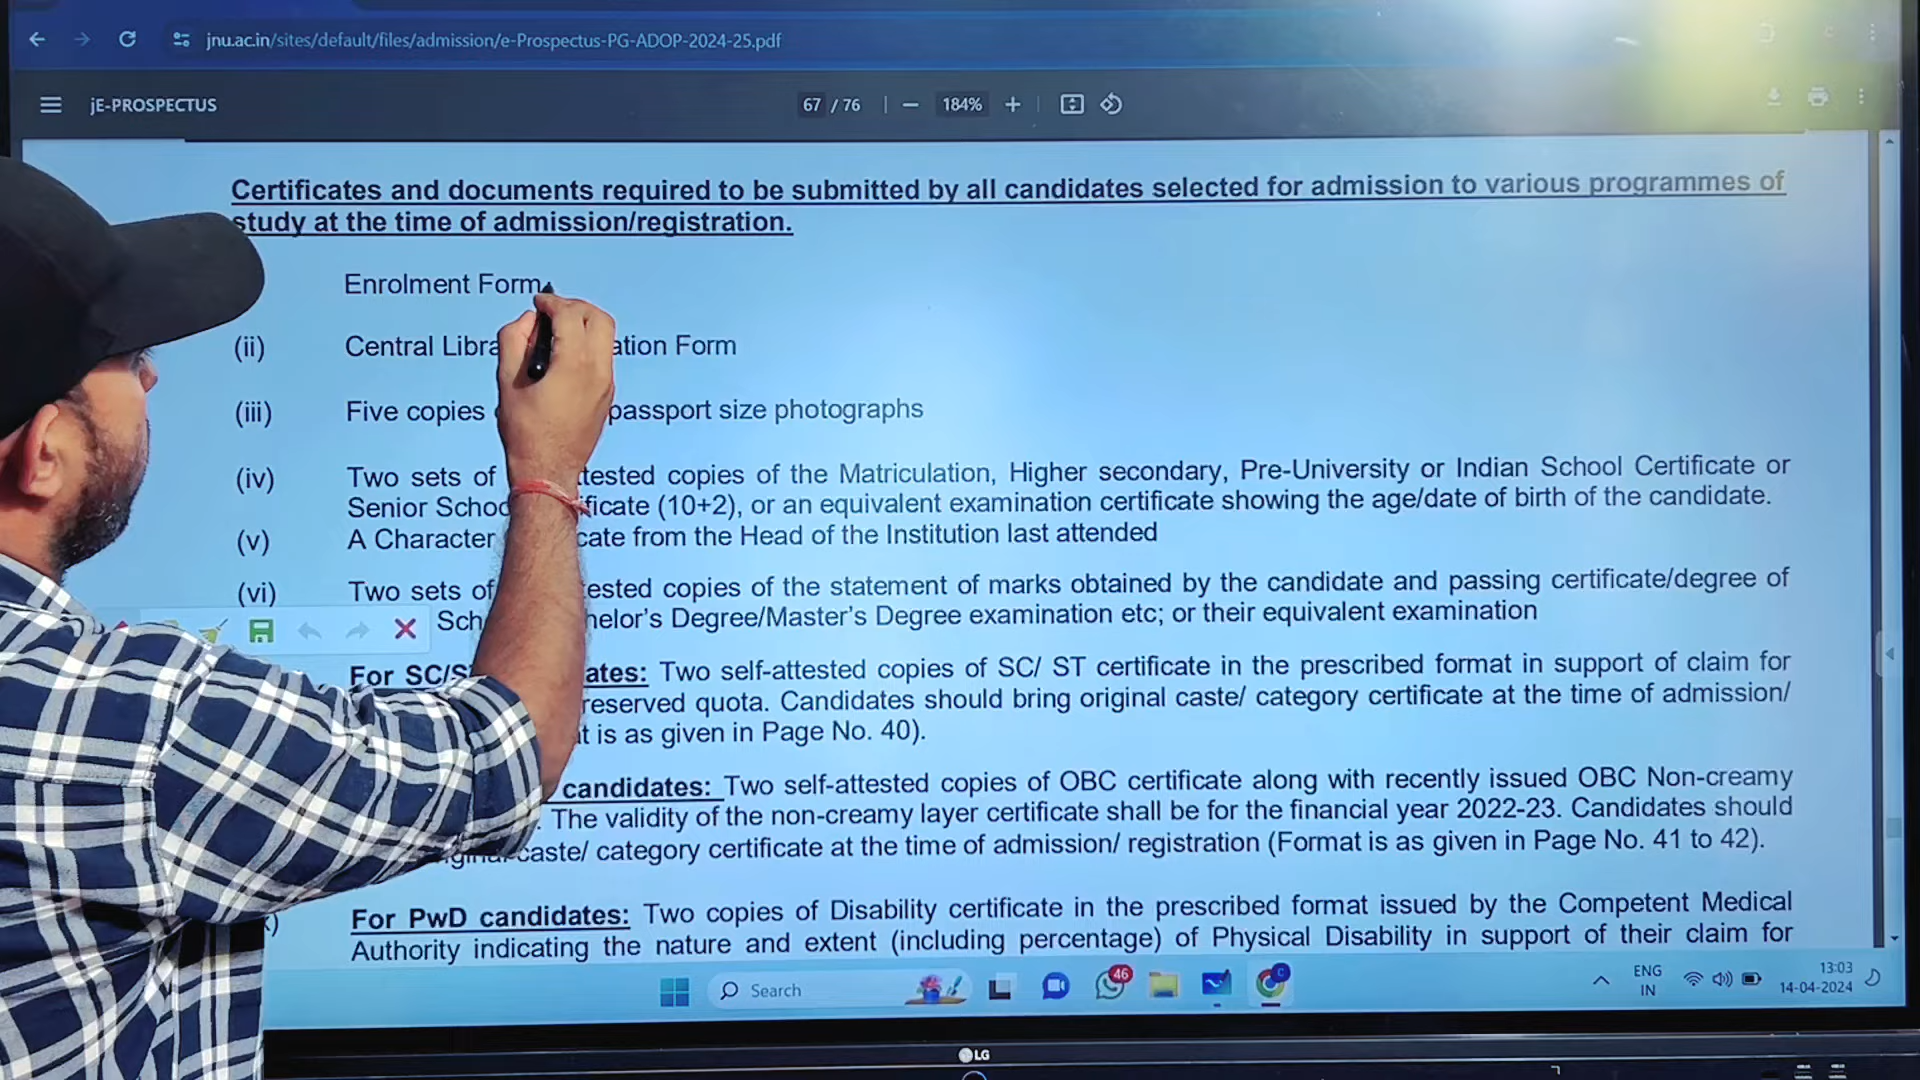 jnu.ac.in/sites/default/files/admission/e-Prospectus-PG-ADOP-2024-25.pdf
jE-PROSPECTUS
67 / 76
184%
Certificates and documents required to be submitted by all candidates selected for admission to various programmes of
study at the time of admission/registration.
Enrolment Form
(ii) Central Form
(iii) Five copies passport size photographs
(iv) Two sets of copies of the Matriculation, Higher secondary, Pre-University or Indian School Certificate or
Senior (10+2), or an equivalent examination certificate showing the age/date of birth of the candidate.
(v) A Character from the Head of the Institution last attended
(vi) Two sets of copies of the statement of marks obtained by the candidate and passing certificate/degree of
Degree/Master's Degree examination etc; or their equivalent examination
For Two self-attested copies of SC/ ST certificate in the prescribed format in support of claim for
reserved quota. Candidates should bring original caste/ category certificate at the time of admission/
is as given in Page No. 40).
candidates: Two self-attested copies of OBC certificate along with recently issued OBC Non-creamy
The validity of the non-creamy layer certificate shall be for the financial year 2022-23. Candidates should
caste/ category certificate at the time of admission/ registration (Format is as given in Page No. 41 to 42).
For PwD candidates: Two copies of Disability certificate in the prescribed format issued by the Competent Medical
Authority indicating the nature and extent (including percentage) of Physical Disability in support of their claim for
Search
46
ENG
IN
13:03
14-04-2024
LG